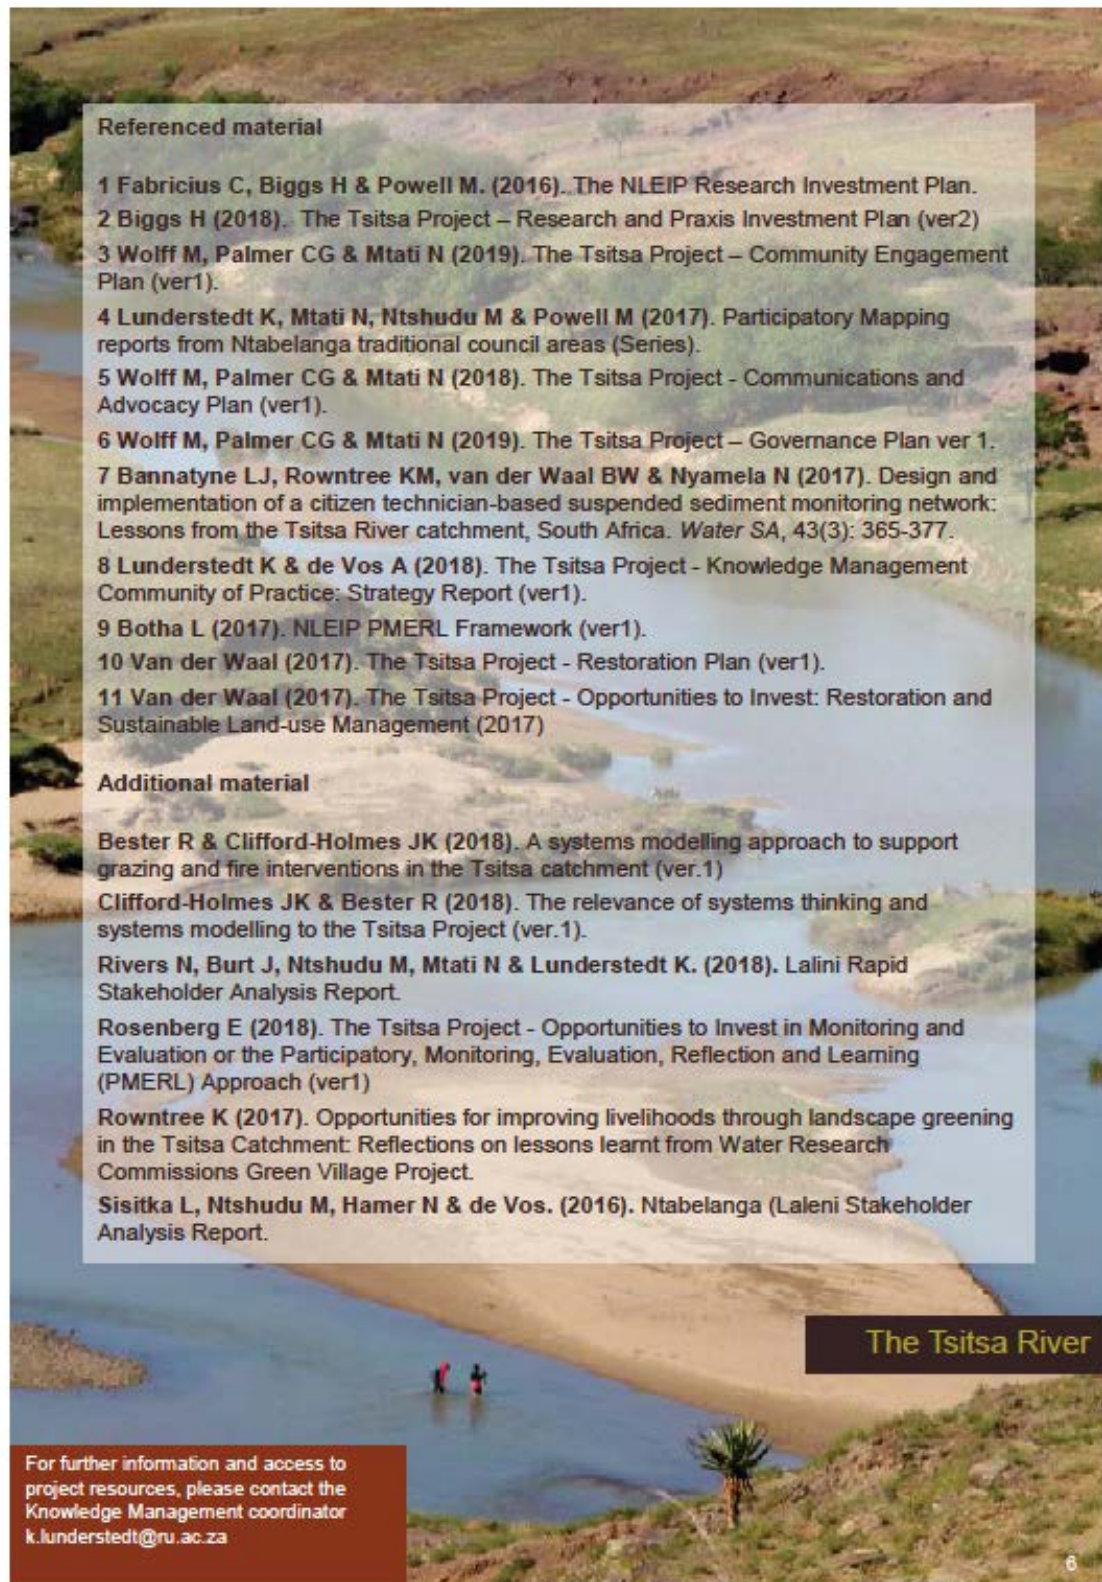 Referenced material
1 Fabricius C, Biggs H & Powell M. (2016). The NLEIP Research Investment Plan.
2 Biggs H (2018). The Tsitsa Project – Research and Praxis Investment Plan (ver2)
3 Wolff M, Palmer CG & Mtati N (2019). The Tsitsa Project – Community Engagement
Plan (ver1).
4 Lunderstedt K, Mtati N, Ntshudu M & Powell M (2017). Participatory Mapping
reports from Ntabelanga traditional council areas (Series).
5 Wolff M, Palmer CG & Mtati N (2018). The Tsitsa Project - Communications and
Advocacy Plan (ver1).
6 Wolff M, Palmer CG & Mtati N (2019). The Tsitsa Project – Governance Plan ver 1.
7 Bannatyne LJ, Rowntree KM, van der Waal BW & Nyamela N (2017). Design and
implementation of a citizen technician-based suspended sediment monitoring network:
Lessons from the Tsitsa River catchment, South Africa. Water SA, 43(3): 365-377.
8 Lunderstedt K & de Vos A (2018). The Tsitsa Project - Knowledge Management
Community of Practice: Strategy Report (ver1).
9 Botha L (2017). NLEIP PMERL Framework (ver1).
10 Van der Waal (2017). The Tsitsa Project - Restoration Plan (ver1).
11 Van der Waal (2017). The Tsitsa Project - Opportunities to Invest: Restoration and
Sustainable Land-use Management (2017)
Additional material
Bester R & Clifford-Holmes JK (2018). A systems modelling approach to support
grazing and fire interventions in the Tsitsa catchment (ver.1)
Clifford-Holmes JK & Bester R (2018). The relevance of systems thinking and
systems modelling to the Tsitsa Project (ver.1).
Rivers N, Burt J, Ntshudu M, Mtati N & Lunderstedt K. (2018). Lalini Rapid
Stakeholder Analysis Report.
Rosenberg E (2018). The Tsitsa Project - Opportunities to Invest in Monitoring and
Evaluation or the Participatory, Monitoring, Evaluation, Reflection and Learning
(PMERL) Approach (ver1)
Rowntree K (2017). Opportunities for improving livelihoods through landscape greening
in the Tsitsa Catchment: Reflections on lessons learnt from Water Research
Commissions Green Village Project.
Sisitka L, Ntshudu M, Hamer N & de Vos. (2016). Ntabelanga (Laleni Stakeholder
Analysis Report.
The Tsitsa River
For further information and access to
project resources, please contact the
Knowledge Management coordinator
k.lunderstedt@ru.ac.za
6